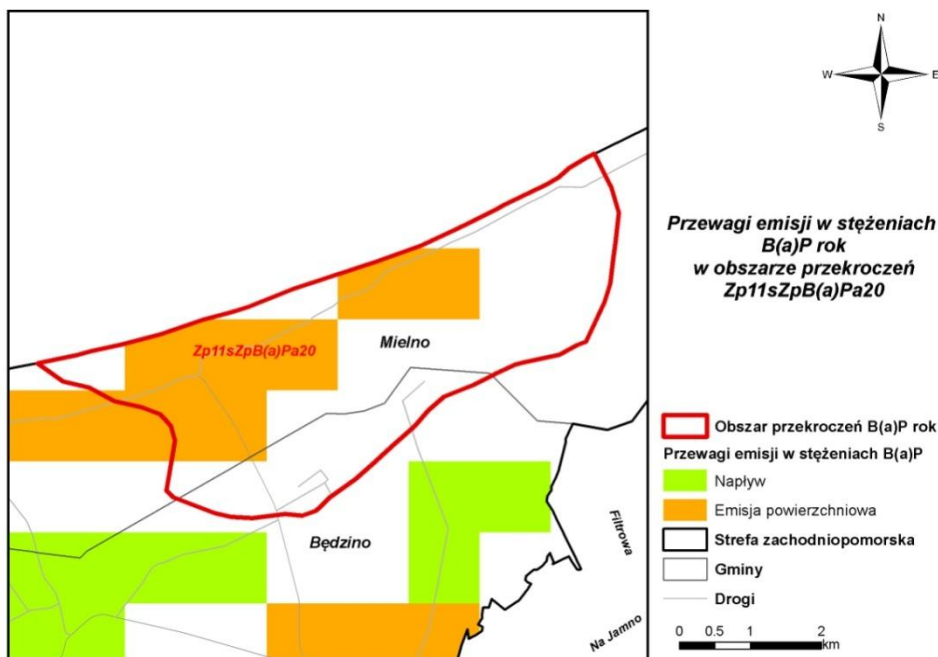 N
W
E
S
Przewagi emisji w stężeniach
B(a)P rok
w obszarze przekroczeń
Zp11sZpB(a)Pa20
Zp11sZpB(a)Pa20
Mielno
Będzino
Filtrowa
Na Jamno
Obszar przekroczeń B(a)P rok
Przewagi emisji w stężeniach B(a)P
Napływ
Emisja powierzchniowa
Strefa zachodniopomorska
Gminy
Drogi
0 0.5 1 2
km